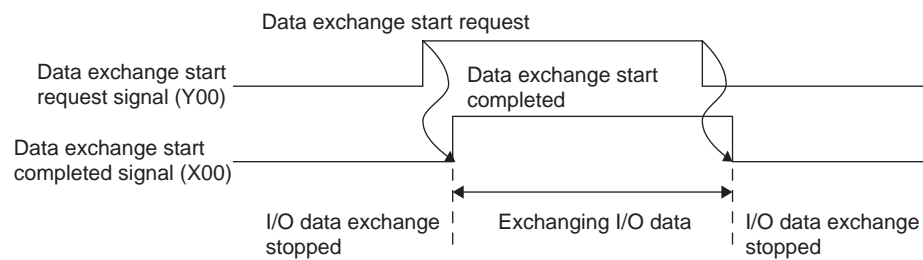 Data exchange start request
Data exchange start
request signal (Y00)
Data exchange start
completed
Data exchange start
completed signal (X00)
I/O data exchange
stopped
Exchanging I/O data
I/O data exchange
stopped